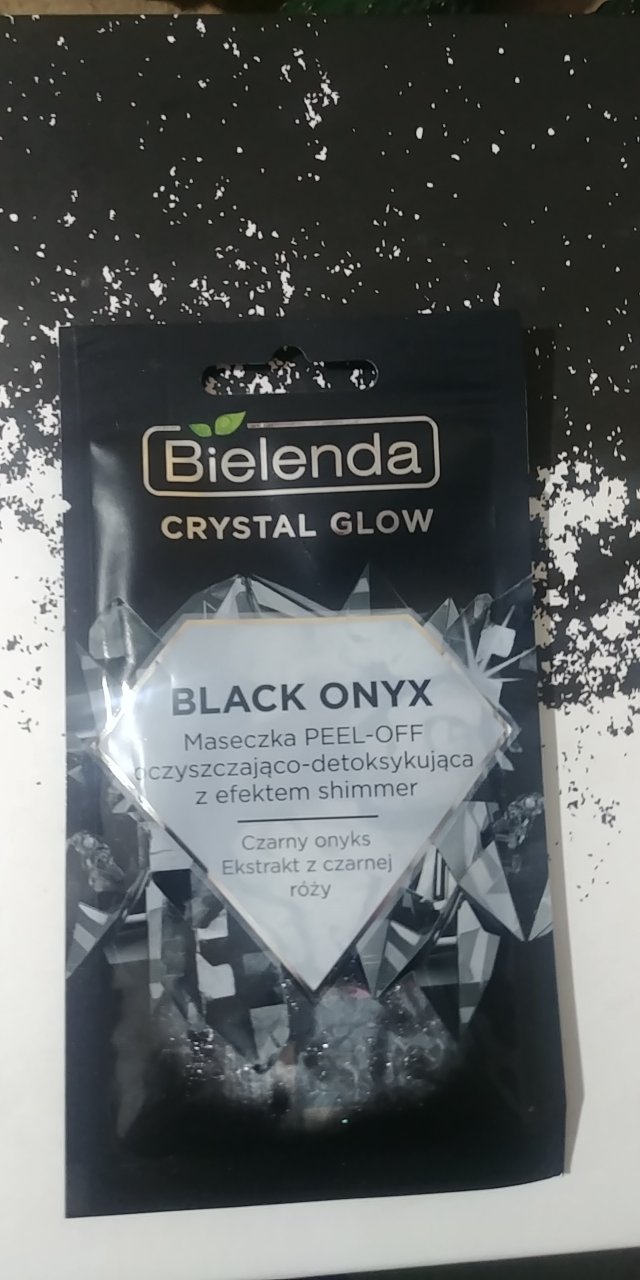 Bielenda
CRYSTAL GLOW
BLACK ONYX
Maseczka PEEL-OFF
oczyszczająco-detoksykująca
z efektem shimmer
Czarny onyks
Ekstrakt z czarnej
róży